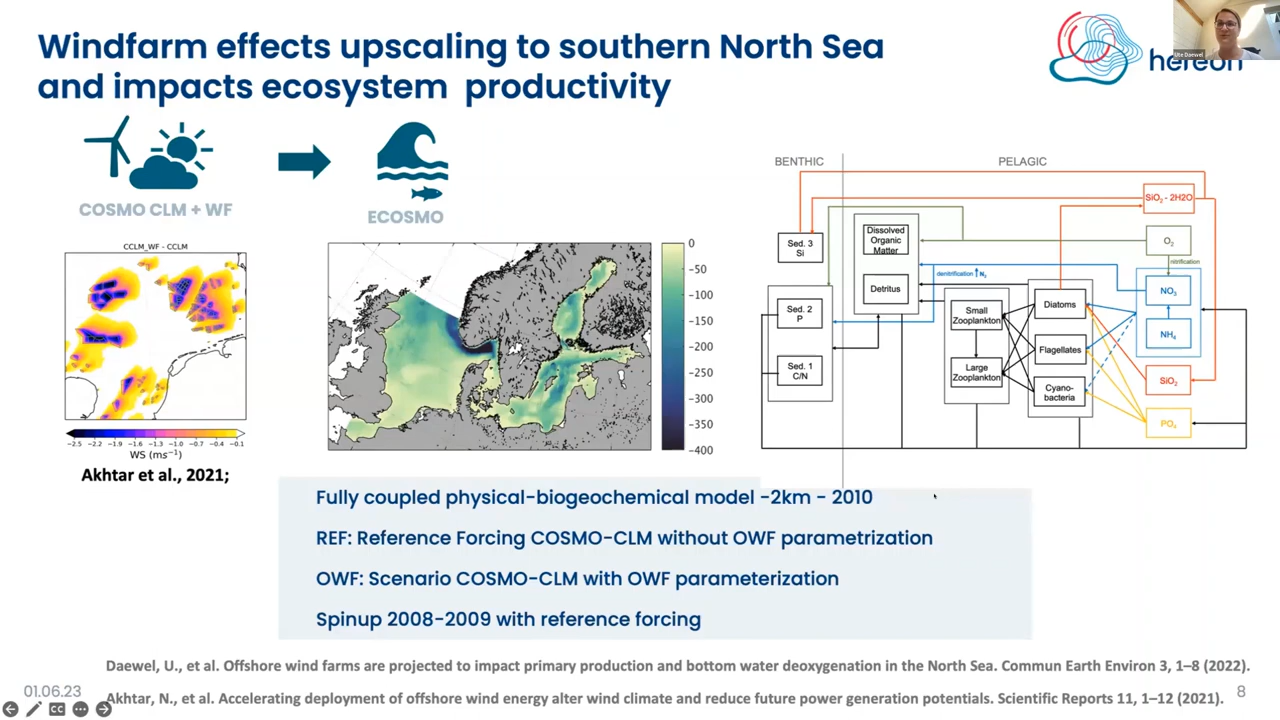 Windfarm effects upscaling to southern North Sea
and impacts ecosystem productivity
hereon
Ute Daewel
COSMO CLM + WF
ECOSMO
CCLM_WF - CCLM
−2.5 −2.2 −1.9 −1.6 −1.3 −1.0 −0.7 −0.4 −0.1
WS (ms⁻¹)
Akhtar et al., 2021;
0
−50
−100
−150
−200
−250
−300
−350
−400
BENTHIC
PELAGIC
SiO₂ - 2H2O
Sed. 3
Si
Dissolved
Organic
Matter
O₂
nitrification
denitrification N₂
Detritus
NO₃
Sed. 2
P
Small
Zooplankton
Diatoms
NH₄
Flagellates
Sed. 1
C/N
Large
Zooplankton
SiO₂
Cyano-
bacteria
PO₄
Fully coupled physical-biogeochemical model -2km - 2010
REF: Reference Forcing COSMO-CLM without OWF parametrization
OWF: Scenario COSMO-CLM with OWF parameterization
Spinup 2008-2009 with reference forcing
Daewel, U., et al. Offshore wind farms are projected to impact primary production and bottom water deoxygenation in the North Sea. Commun Earth Environ 3, 1–8 (2022).
01.06.23
8
Akhtar, N., et al. Accelerating deployment of offshore wind energy alter wind climate and reduce future power generation potentials. Scientific Reports 11, 1–12 (2021).
CC